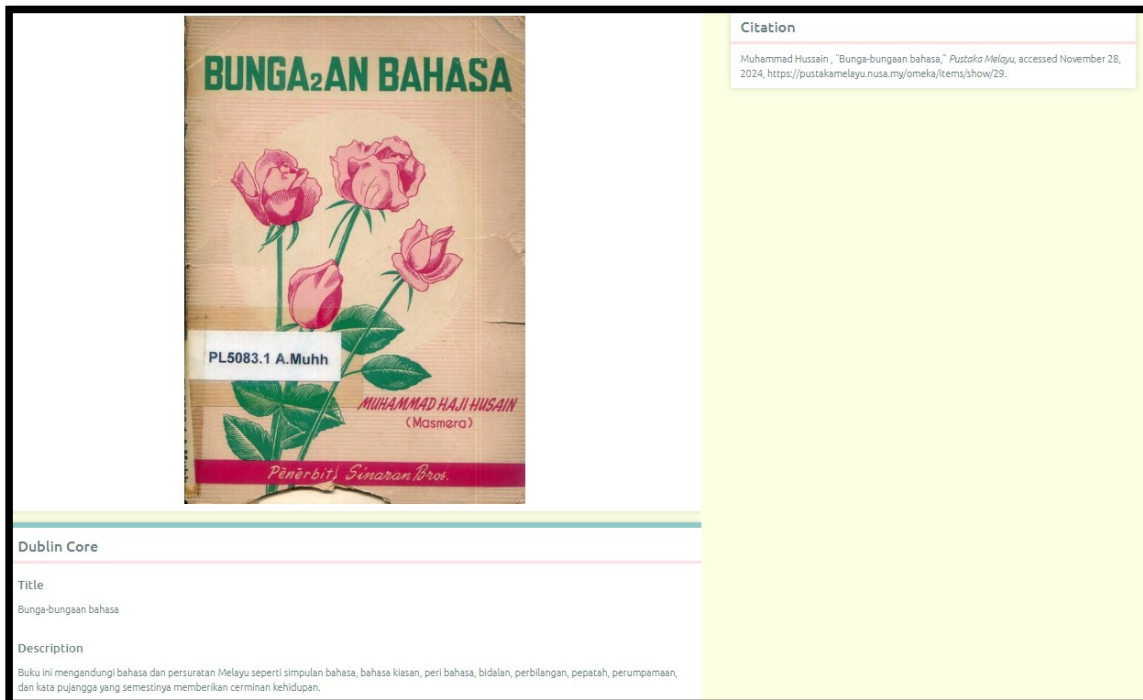 BUNGA2AN BAHASA
PL5083.1 A.Muhh
MUHAMMAD HAJI HUSAIN
(Masmera)
Pĕnĕrbit; Sinaran Bros.
Dublin Core
Title
Bunga-bungaan bahasa
Description
Buku ini mengandungi bahasa dan persuratan Melayu seperti simpulan bahasa, bahasa kiasan, peri bahasa, bidalan, perbilangan, pepatah, perumpamaan,
dan kata pujangga yang semestinya memberikan cerminan kehidupan.
Citation
Muhammad Hussain , "Bunga-bungaan bahasa," Pustaka Melayu, accessed November 28,
2024, https://pustakamelayu.nusa.my/omeka/items/show/29.